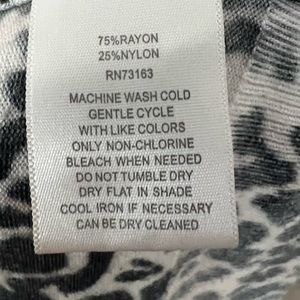 75%RAYON
25%NYLON
RN73163
MACHINE WASH COLD
GENTLE CYCLE
WITH LIKE COLORS
ONLY NON-CHLORINE
BLEACH WHEN NEEDED
DO NOT TUMBLE DRY
DRY FLAT IN SHADE
COOL IRON IF NECESSARY
CAN BE DRY CLEANED